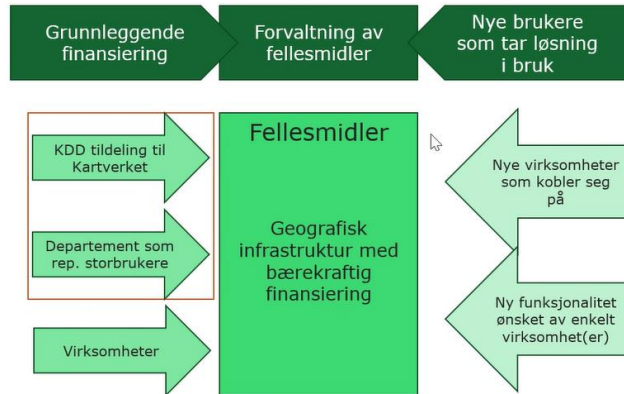 Grunnleggende
finansiering
Forvaltning av
fellesmidler
Nye brukere
som tar løsning
i bruk
KDD tildeling til
Kartverket
Departement som
rep. storbrukere
Virksomheter
Fellesmidler
Geografisk
infrastruktur med
bærekraftig
finansiering
Nye virksomheter
som kobler seg
på
Ny funksjonalitet
ønsket av enkelt
virksomhet(er)